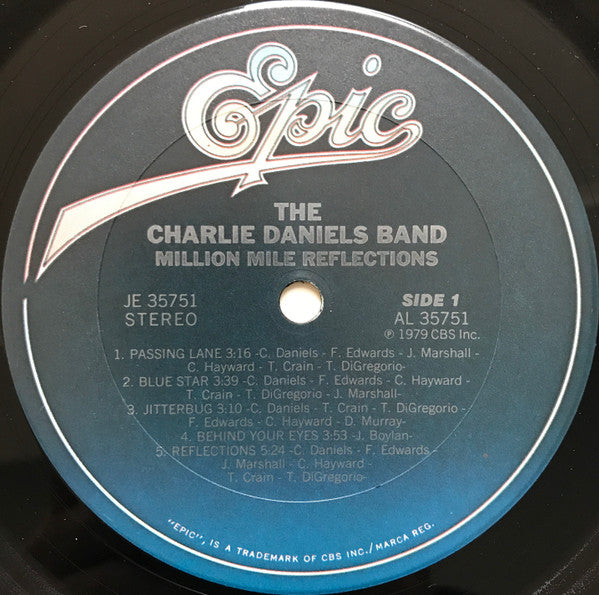 Epic
THE
CHARLIE DANIELS BAND
MILLION MILE REFLECTIONS
JE 35751
STEREO
SIDE 1
AL 35751
℗ 1979 CBS Inc.
1. PASSING LANE 3:16 -C. Daniels - F. Edwards - J. Marshall -
C. Hayward - T. Crain - T. DiGregorio-
2. BLUE STAR 3:39 -C. Daniels - F. Edwards - C. Hayward -
T. Crain - T. DiGregorio - J. Marshall-
3. JITTERBUG 3:10 -C. Daniels - T. Crain - T. DiGregorio -
F. Edwards - C. Hayward - D. Murray-
4. BEHIND YOUR EYES 3:53 -J. Boylan-
5. REFLECTIONS 5:24 -C. Daniels - F. Edwards -
J. Marshall - C. Hayward -
T. Crain - T. DiGregorio-
"EPIC", IS A TRADEMARK OF CBS INC./MARCA REG.